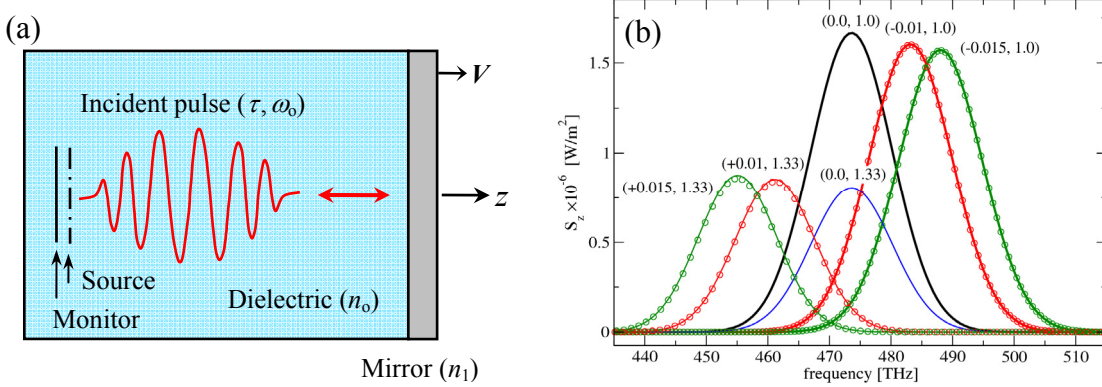 (a)
V
Incident pulse (τ, ωₒ)
z
Source
Dielectric (nₒ)
Monitor
Mirror (n₁)
(b)
(0.0, 1.0)
(-0.01, 1.0)
(-0.015, 1.0)
(+0.01, 1.33)
(+0.015, 1.33)
(0.0, 1.33)
S_z ×10⁻⁶ [W/m²]
1.5
1
0.5
0
440 450 460 470 480 490 500 510
frequency [THz]